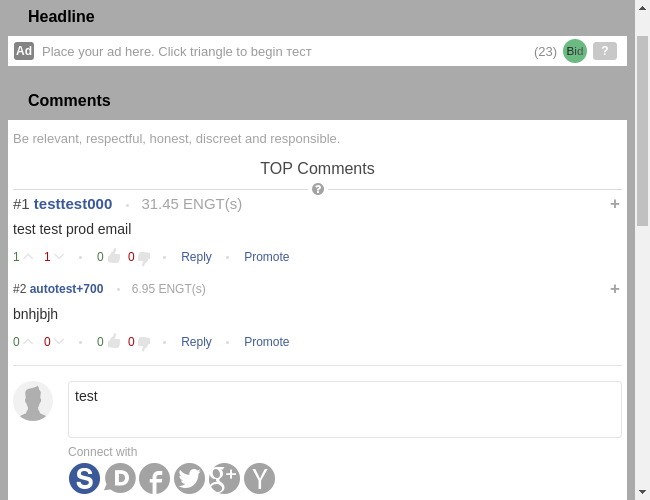 Headline
Ad Place your ad here. Click triangle to begin тест (23) Bid ?
Comments
Be relevant, respectful, honest, discreet and responsible.
TOP Comments
?
#1 testtest000 • 31.45 ENGT(s) +
test test prod email
1 1 • 0 0 • Reply • Promote
#2 autotest+700 • 6.95 ENGT(s) +
bnhjbjh
0 0 • 0 0 • Reply • Promote
test
Connect with
S D f g+ Y